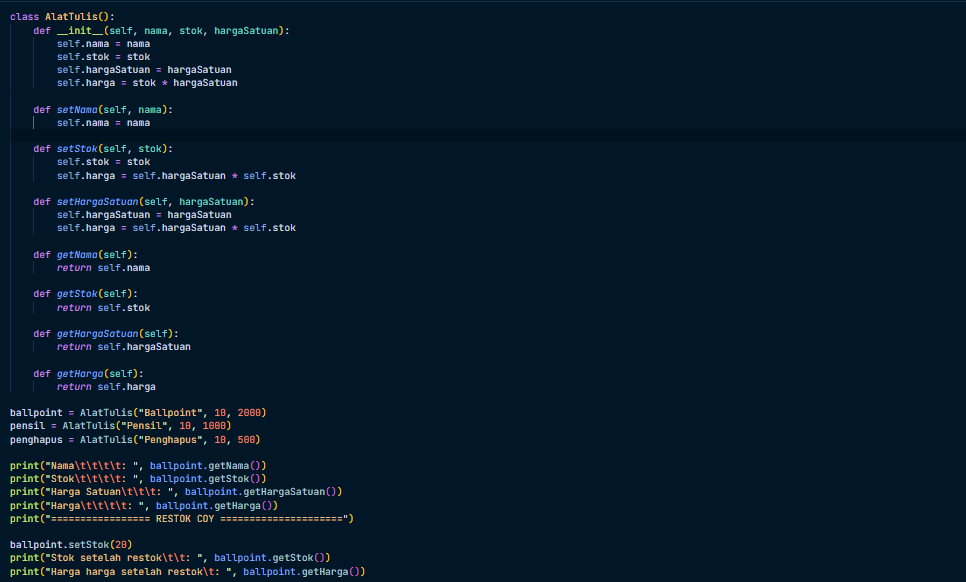 class AlatTulis():
    def __init__(self, nama, stok, hargaSatuan):
        self.nama = nama
        self.stok = stok
        self.hargaSatuan = hargaSatuan
        self.harga = stok * hargaSatuan
    def setNama(self, nama):
        self.nama = nama
    def setStok(self, stok):
        self.stok = stok
        self.harga = self.hargaSatuan * self.stok
    def setHargaSatuan(self, hargaSatuan):
        self.hargaSatuan = hargaSatuan
        self.harga = self.hargaSatuan * self.stok
    def getNama(self):
        return self.nama
    def getStok(self):
        return self.stok
    def getHargaSatuan(self):
        return self.hargaSatuan
    def getHarga(self):
        return self.harga
ballpoint = AlatTulis("Ballpoint", 10, 2000)
pensil = AlatTulis("Pensil", 10, 1000)
penghapus = AlatTulis("Penghapus", 10, 500)
print("Nama\t\t\t\t: ", ballpoint.getNama())
print("Stok\t\t\t\t: ", ballpoint.getStok())
print("Harga Satuan\t\t\t: ", ballpoint.getHargaSatuan())
print("Harga\t\t\t\t: ", ballpoint.getHarga())
print("================= RESTOK COY =====================")
ballpoint.setStok(20)
print("Stok setelah restok\t\t: ", ballpoint.getStok())
print("Harga harga setelah restok\t: ", ballpoint.getHarga())